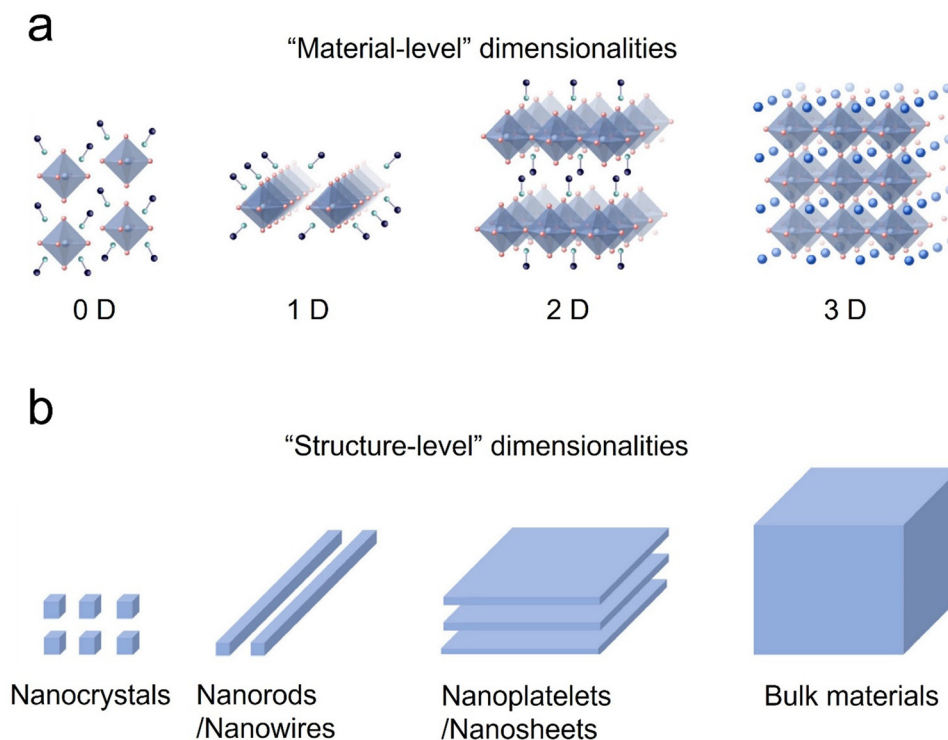 a
“Material-level” dimensionalities
0 D
1 D
2 D
3 D
b
“Structure-level” dimensionalities
Nanocrystals
Nanorods
/Nanowires
Nanoplatelets
/Nanosheets
Bulk materials